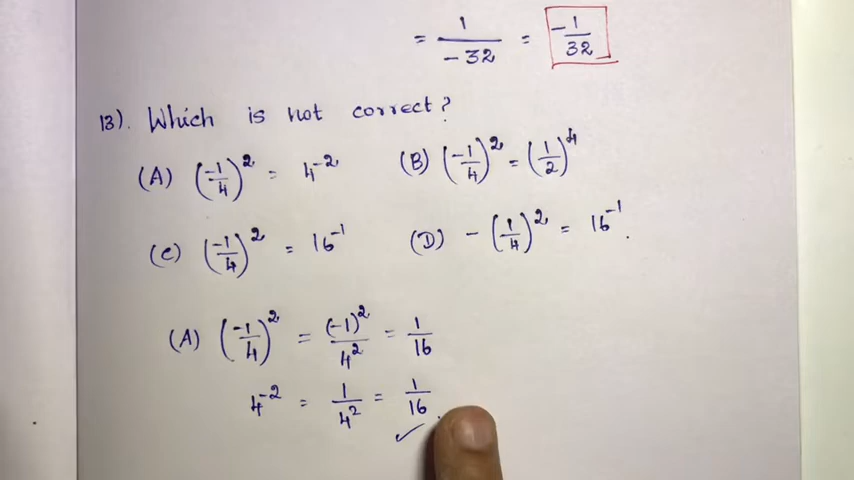 = 1/-32 = -1/32
13). Which is not correct?
(A) (-1/4)^2 = 4^-2 (B) (-1/4)^2 = (1/2)^4
(C) (-1/4)^2 = 16^-1 (D) -(1/4)^2 = 16^-1.
(A) (-1/4)^2 = (-1)^2/4^2 = 1/16
4^-2 = 1/4^2 = 1/16 ✓